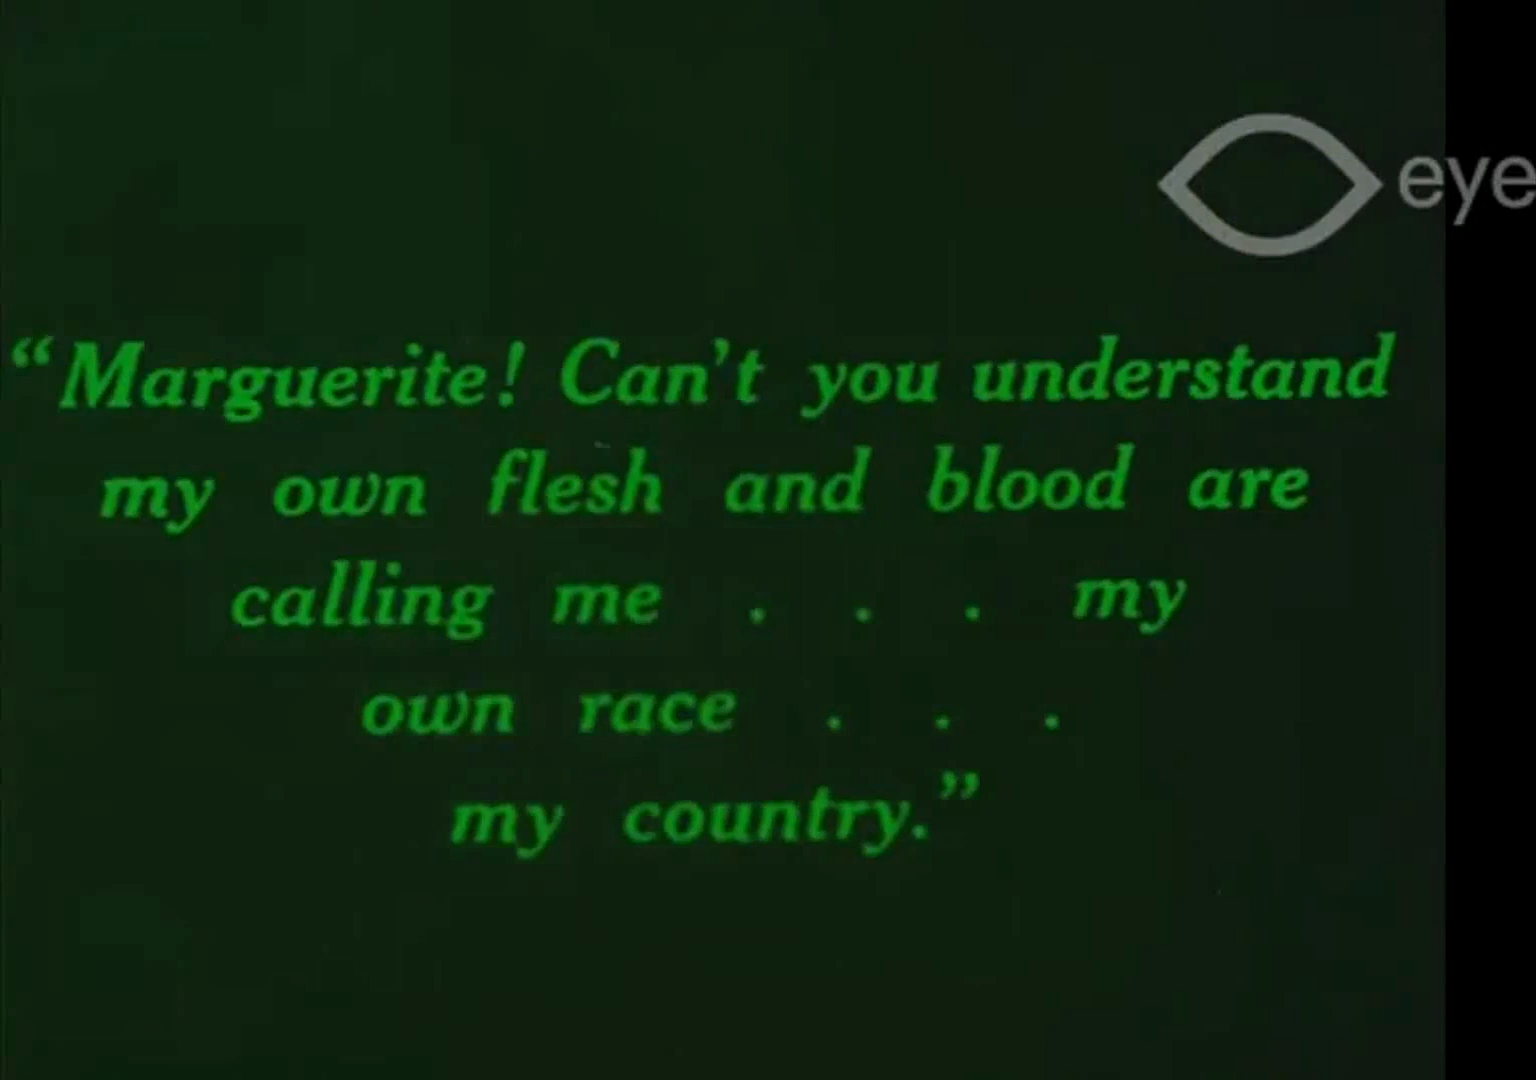 eye
“Marguerite! Can't you understand
my own flesh and blood are
calling me . . . my
own race . . .
my country.”